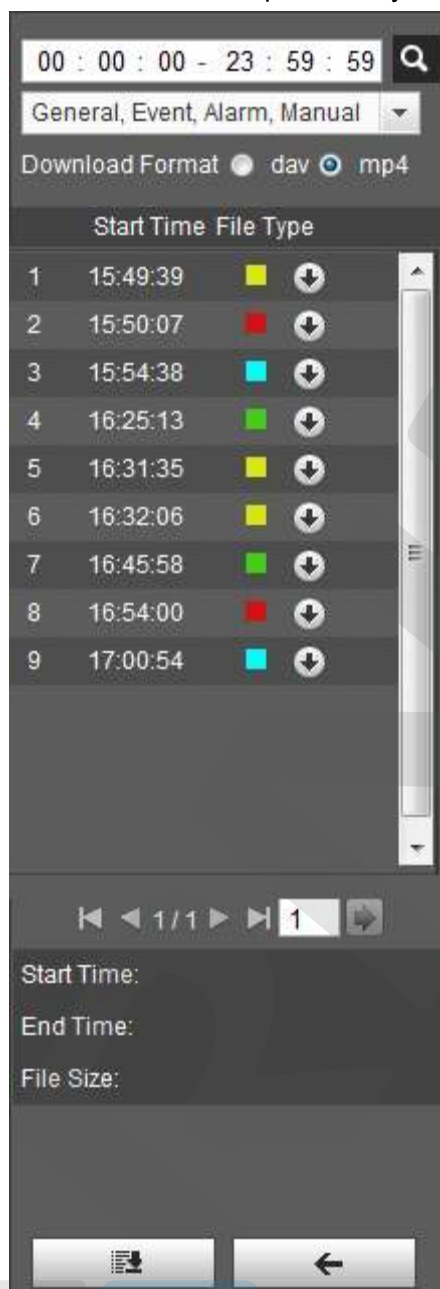 00 : 00 : 00 - 23 : 59 : 59
General, Event, Alarm, Manual
Download Format dav mp4
Start Time File Type
1 15:49:39
2 15:50:07
3 15:54:38
4 16:25:13
5 16:31:35
6 16:32:06
7 16:45:58
8 16:54:00
9 17:00:54
1 / 1 1
Start Time:
End Time:
File Size: